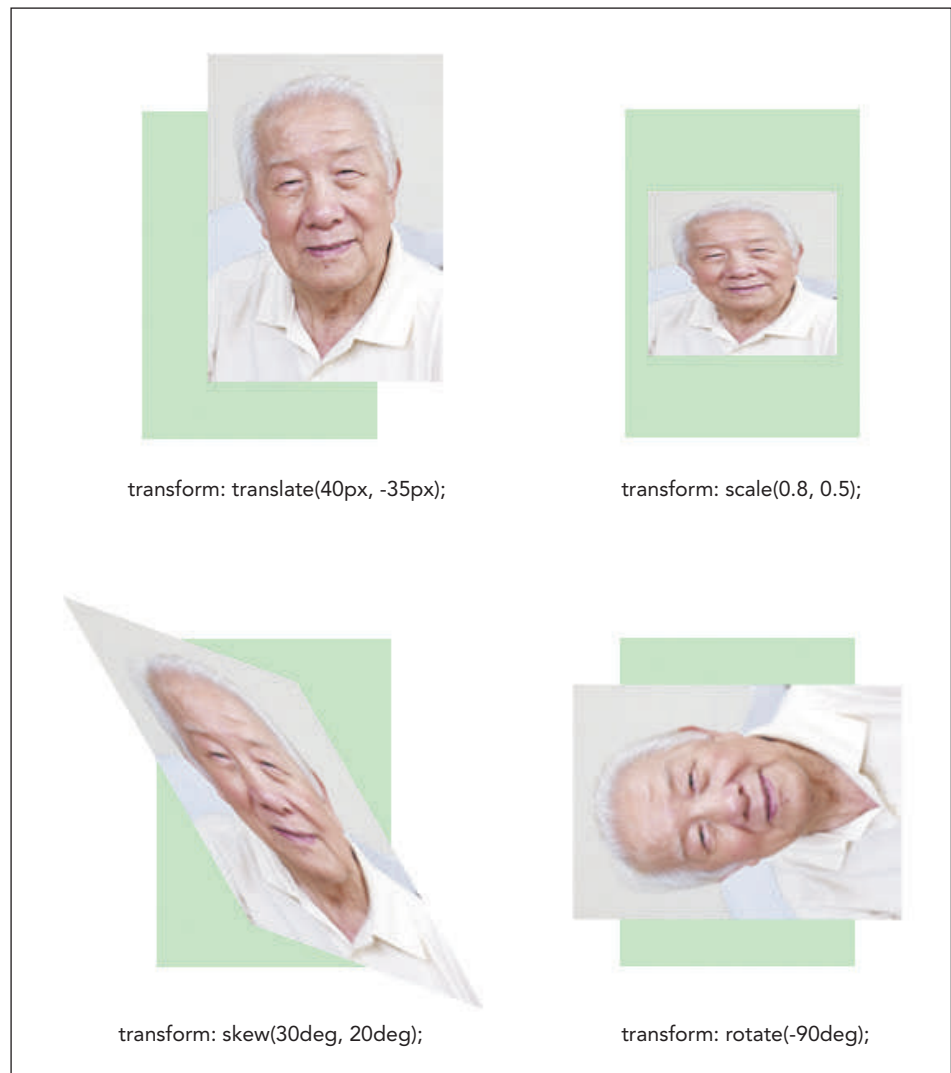 transform: translate(40px, -35px);
transform: scale(0.8, 0.5);
transform: skew(30deg, 20deg);
transform: rotate(-90deg);